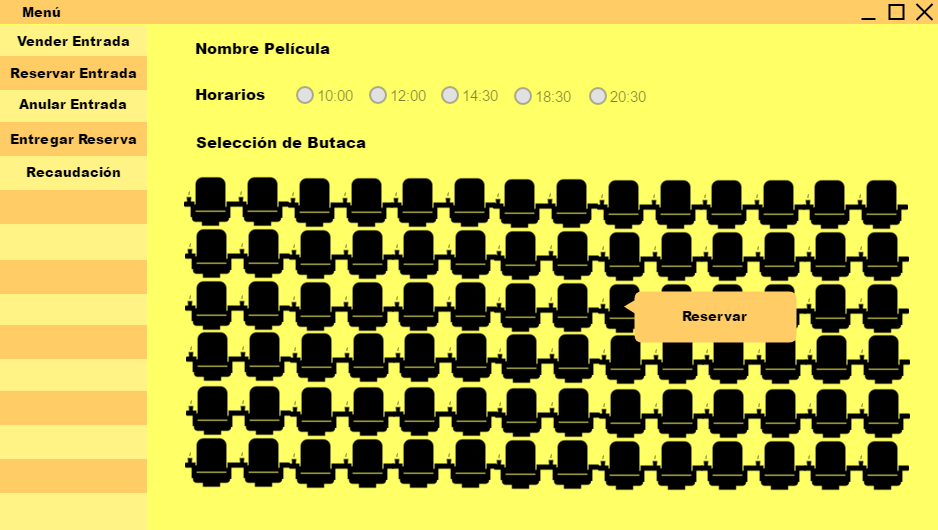 Menú
Vender Entrada
Reservar Entrada
Anular Entrada
Entregar Reserva
Recaudación
Nombre Película
Horarios 10:00 12:00 14:30 18:30 20:30
Selección de Butaca
Reservar